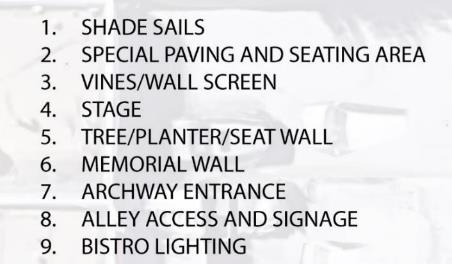 1. SHADE SAILS
2. SPECIAL PAVING AND SEATING AREA
3. VINES/WALL SCREEN
4. STAGE
5. TREE/PLANTER/SEAT WALL
6. MEMORIAL WALL
7. ARCHWAY ENTRANCE
8. ALLEY ACCESS AND SIGNAGE
9. BISTRO LIGHTING